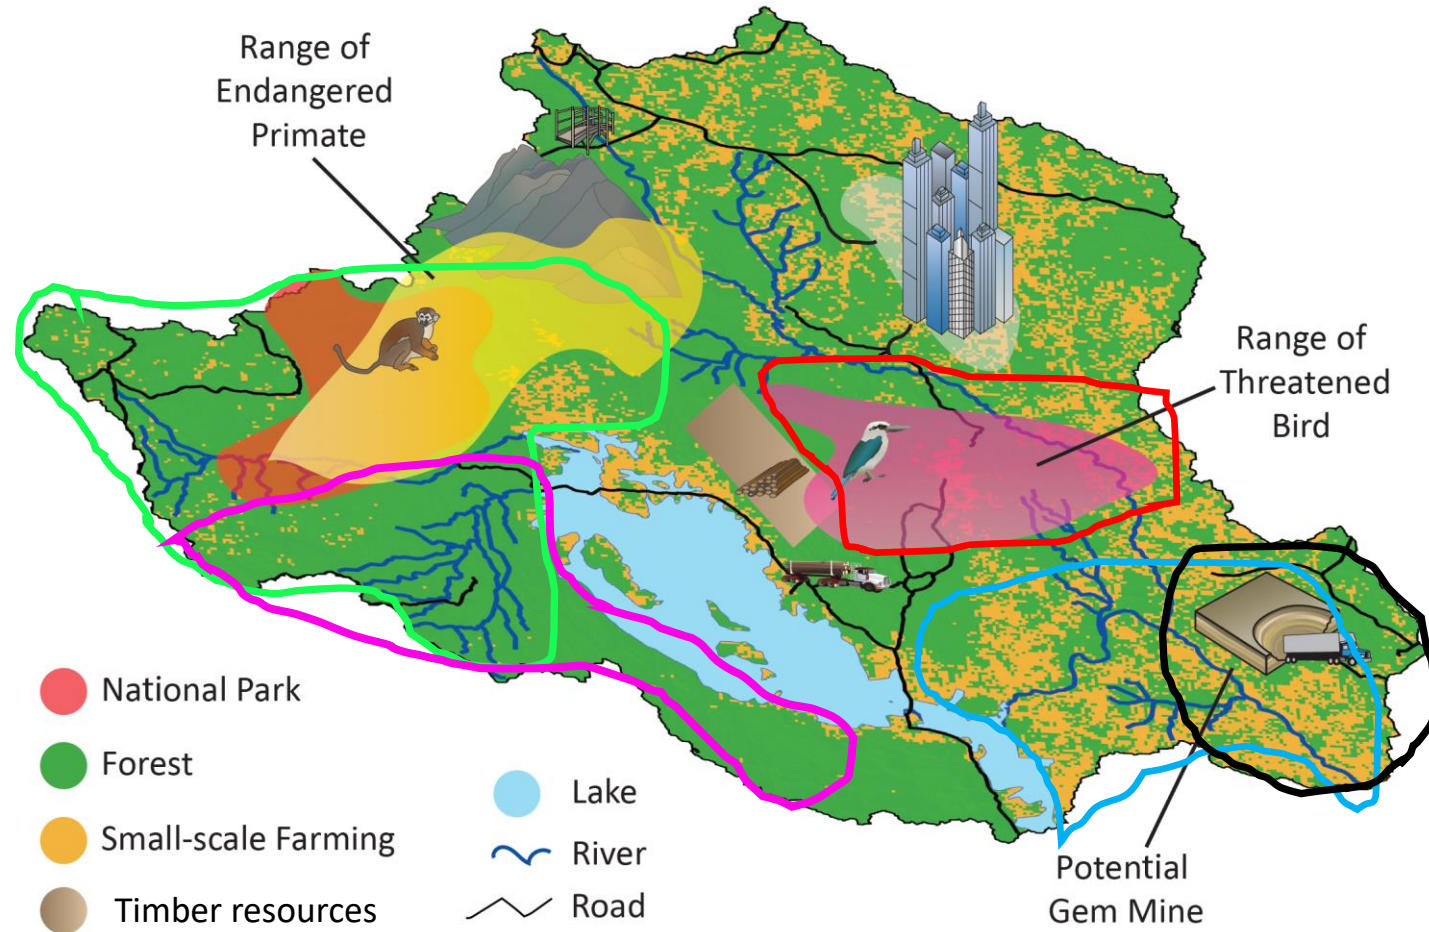 Range of
Endangered
Primate
Range of
Threatened
Bird
National Park
Forest
Small-scale Farming
Timber resources
Lake
River
Road
Potential
Gem Mine